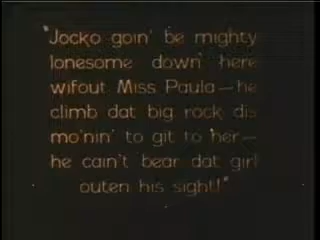 "Jocko goin' be mighty
lonesome down here
wifout Miss Paula—he
climb dat big rock dis
mo'nin' to git to her—
he cain't bear dat girl
outen his sight!"